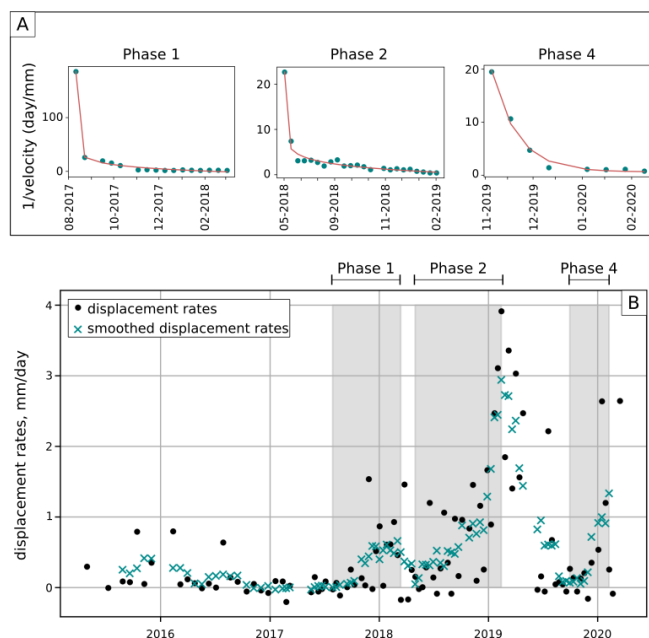 A
Phase 1
Phase 2
Phase 4
1/velocity (day/mm)
100
0
20
10
0
20
10
0
08-2017
10-2017
12-2017
02-2018
05-2018
09-2018
11-2018
02-2019
11-2019
12-2019
01-2020
02-2020
Phase 1
Phase 2
Phase 4
B
displacement rates
smoothed displacement rates
displacement rates, mm/day
4
3
2
1
0
2016
2017
2018
2019
2020